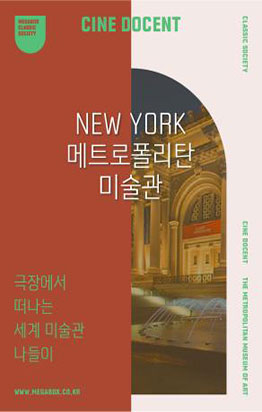 MEGABOX
CLASSIC
SOCIETY
CINE DOCENT
CLASSIC SOCIETY
NEW YORK
메트로폴리탄
미술관
CINE DOCENT THE METROPOLITAN MUSEUM OF ART
극장에서
떠나는
세계 미술관
나들이
WWW.MEGABOX.CO.KR